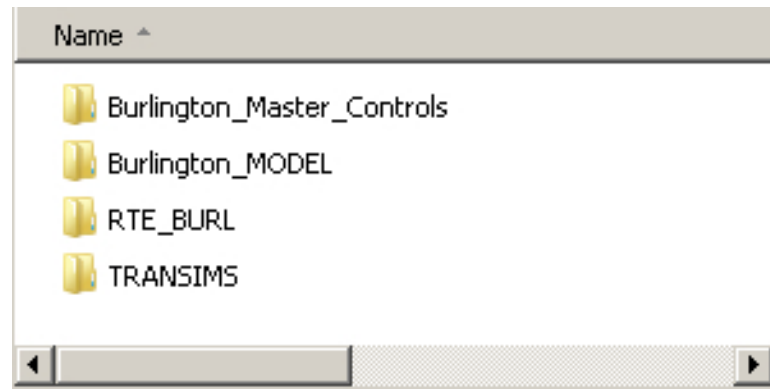 Name
Burlington_Master_Controls
Burlington_MODEL
RTE_BURL
TRANSIMS